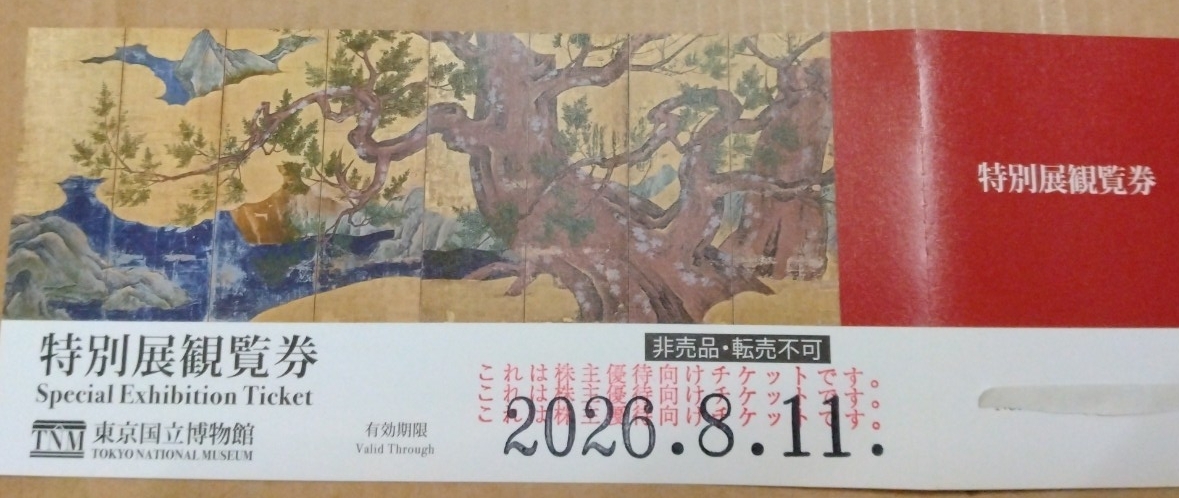 特別展観覧券
特別展観覧券
Special Exhibition Ticket
TNM 東京国立博物館
TOKYO NATIONAL MUSEUM
有効期限
Valid Through
非売品・転売不可
これは株主優待向けチケットです。
これは株主優待向けチケットです。
これは株主優待向けチケットです。
2026.8.11.